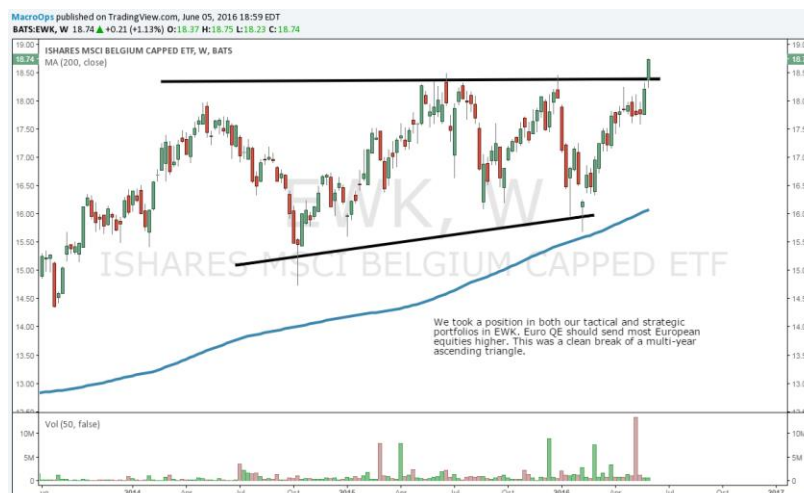 MacroOps published on TradingView.com, June 05, 2016 18:59 EDT
BATS:EWK, W 18.74 ▲ +0.21 (+1.13%) O:18.37 H:18.75 L:18.23 C:18.74
ISHARES MSCI BELGIUM CAPPED ETF, W, BATS
MA (200, close)
19.00 19.00
18.74
18.50 18.50
18.00 18.00
17.50 17.50
17.00 17.00
16.50 16.50
16.00 16.00
15.50 15.50
15.00 15.00
14.50 14.50
14.00 14.00
13.50 13.50
13.00 13.00
EWK, W
ISHARES MSCI BELGIUM CAPPED ETF
We took a position in both our tactical and strategic
portfolios in EWK. Euro QE should send most European
equities higher. This was a clean break of a multi-year
ascending triangle.
Vol (50, false)
10M 10M
5M 5M
0 0
2014 Apr Jul Oct 2015 Apr Jul Oct 2016 Apr Jul Oct 2017